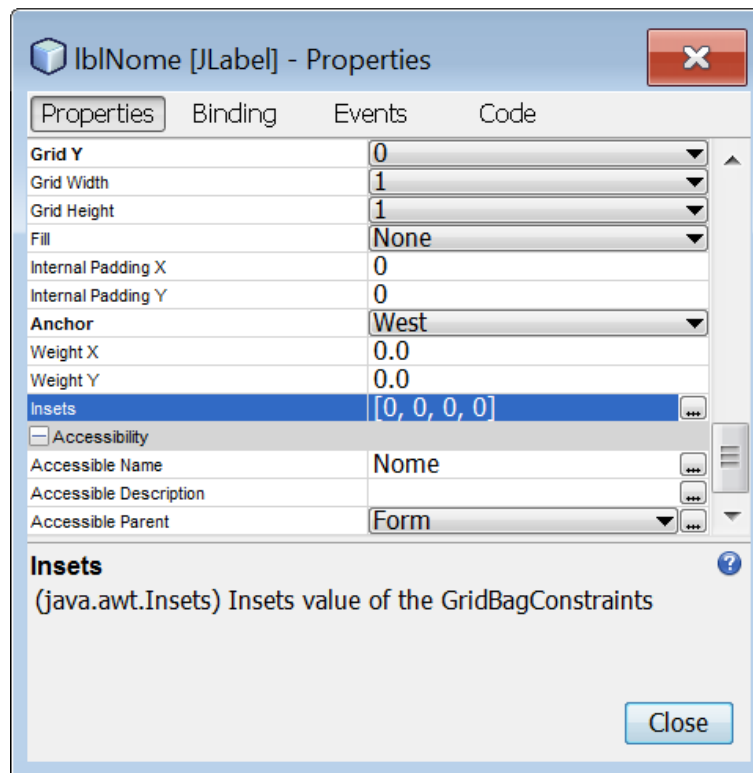 lblNome [JLabel] - Properties
Properties Binding Events Code
Grid Y 0
Grid Width 1
Grid Height 1
Fill None
Internal Padding X 0
Internal Padding Y 0
Anchor West
Weight X 0.0
Weight Y 0.0
Insets [0, 0, 0, 0] ...
Accessibility
Accessible Name Nome ...
Accessible Description ...
Accessible Parent Form ...
Insets
(java.awt.Insets) Insets value of the GridBagConstraints
Close